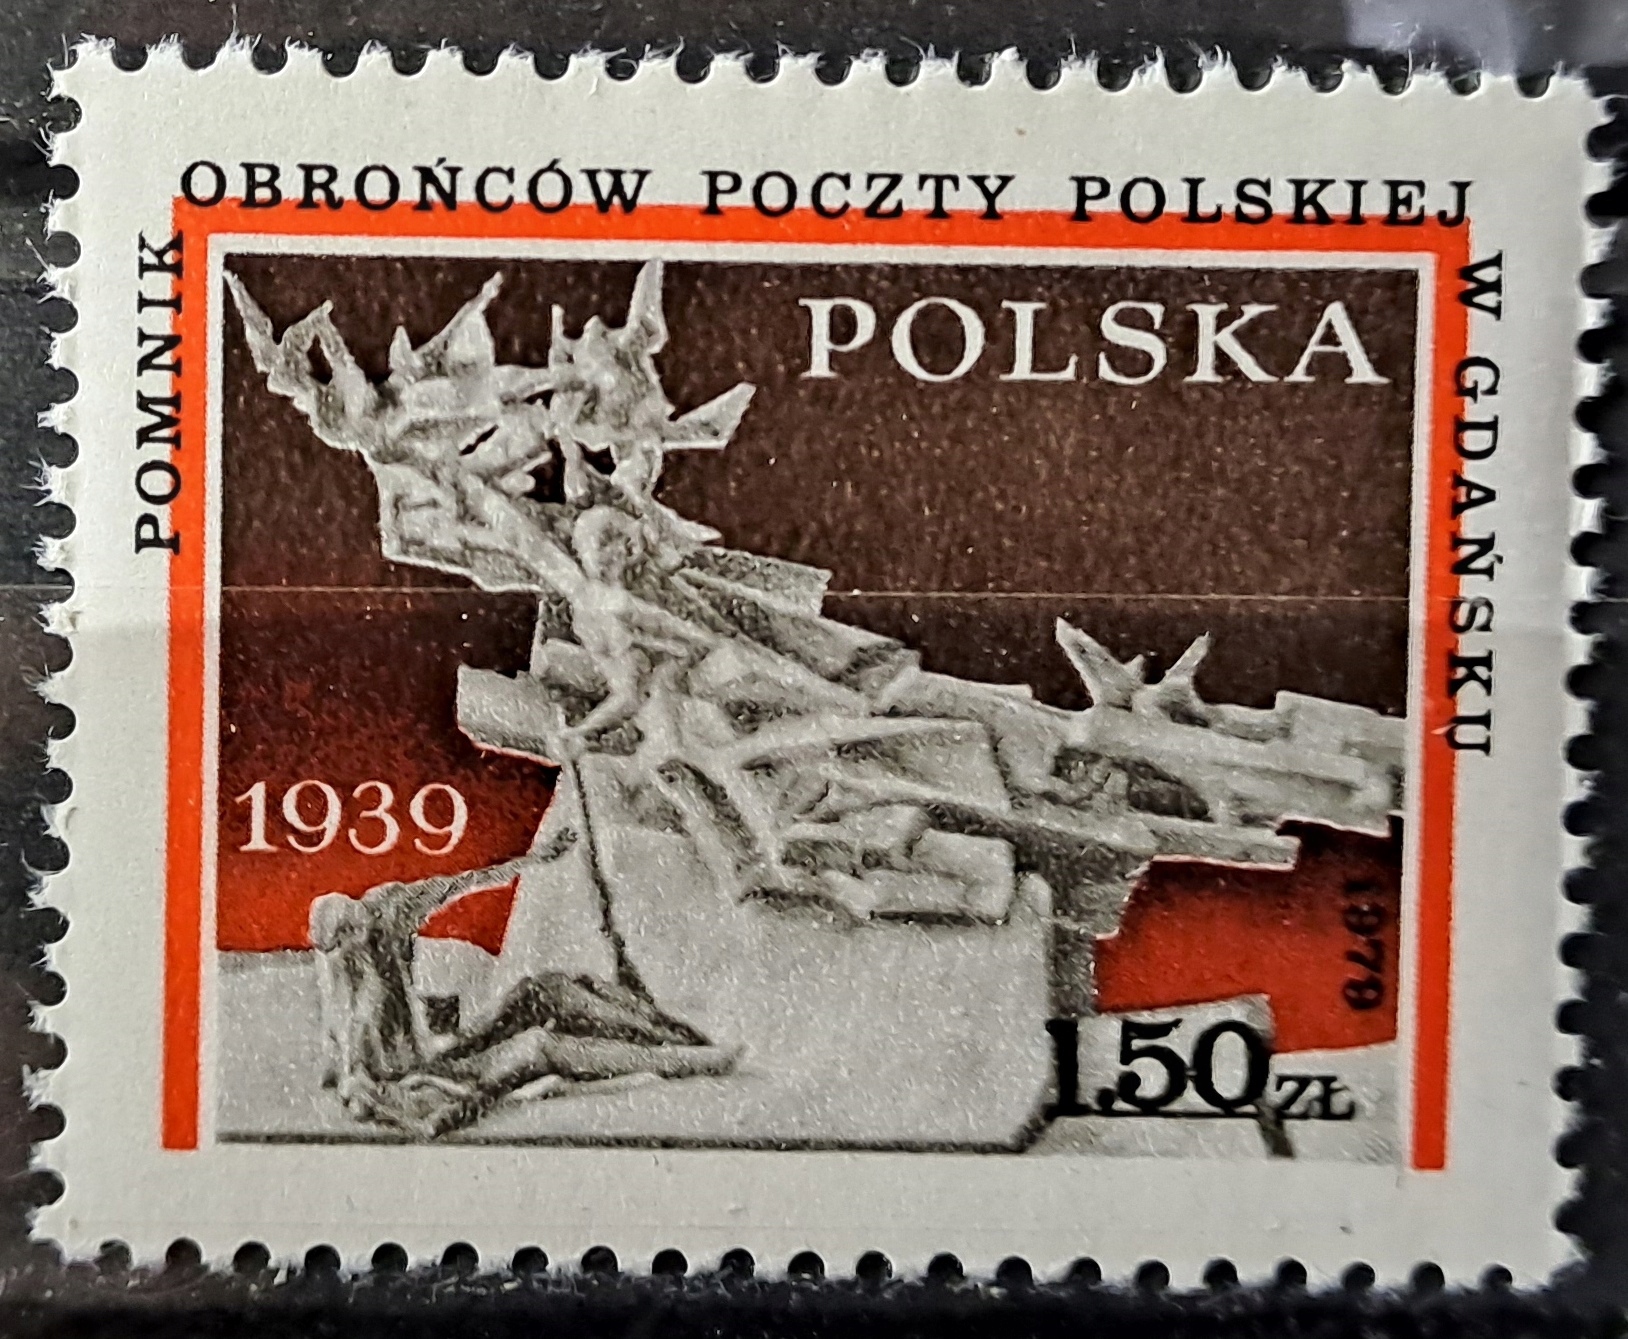 POMNIK
OBROŃCÓW POCZTY POLSKIEJ
W GDAŃSKU
POLSKA
1939
1979
1.50 ZŁ